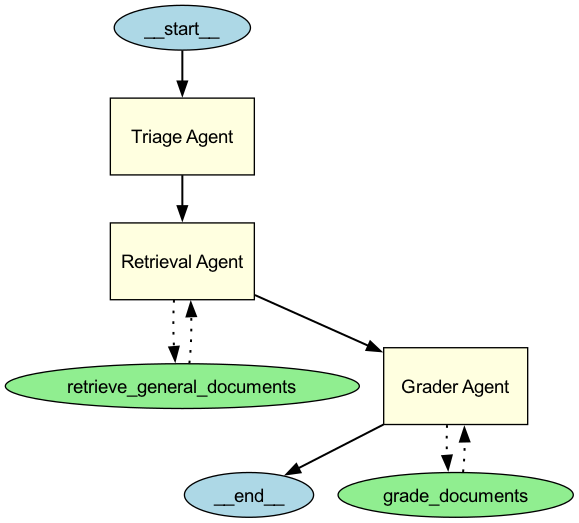 __start__
Triage Agent
Retrieval Agent
retrieve_general_documents
Grader Agent
__end__
grade_documents